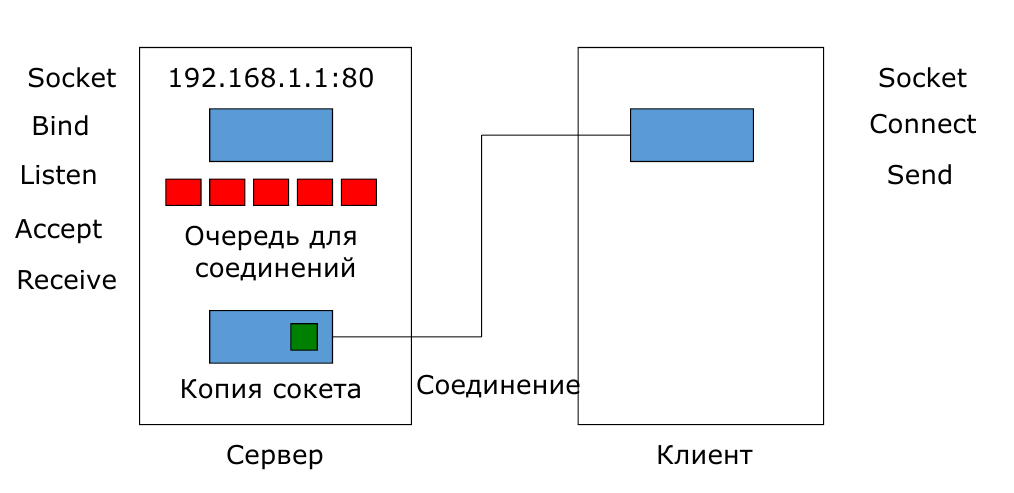 Socket
Bind
Listen
Accept
Receive
192.168.1.1:80
Очередь для
соединений
Копия сокета
Сервер
Соединение
Socket
Connect
Send
Клиент